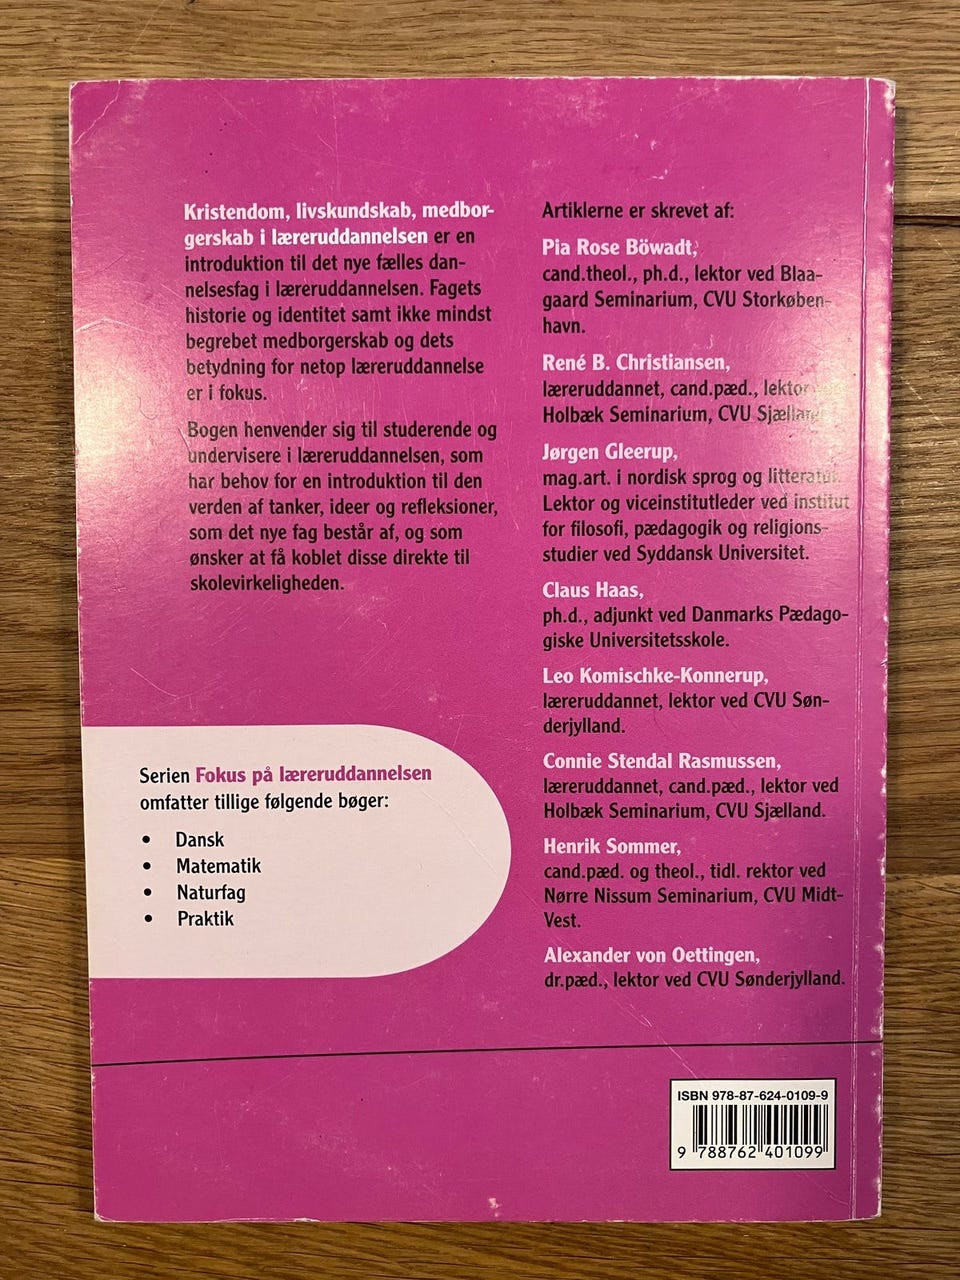 Kristendom, livskundskab, medbor-
gerskab i læreruddannelsen er en
introduktion til det nye fælles dan-
nelsesfag i læreruddannelsen. Fagets
historie og identitet samt ikke mindst
begrebet medborgerskab og dets
betydning for netop læreruddannelse
er i fokus.
Bogen henvender sig til studerende og
undervisere i læreruddannelsen, som
har behov for en introduktion til den
verden af tanker, ideer og refleksioner,
som det nye fag består af, og som
ønsker at få koblet disse direkte til
skolevirkeligheden.
Serien Fokus på læreruddannelsen
omfatter tillige følgende bøger:
• Dansk
• Matematik
• Naturfag
• Praktik
Artiklerne er skrevet af:
Pia Rose Böwadt,
cand.theol., ph.d., lektor ved Blaa-
gaard Seminarium, CVU Storkøben-
havn.
René B. Christiansen,
læreruddannet, cand.pæd., lektor ved
Holbæk Seminarium, CVU Sjælland.
Jørgen Gleerup,
mag.art. i nordisk sprog og litteratur.
Lektor og viceinstitutleder ved institut
for filosofi, pædagogik og religions-
studier ved Syddansk Universitet.
Claus Haas,
ph.d., adjunkt ved Danmarks Pædago-
giske Universitetsskole.
Leo Komischke-Konnerup,
læreruddannet, lektor ved CVU Søn-
derjylland.
Connie Stendal Rasmussen,
læreruddannet, cand.pæd., lektor ved
Holbæk Seminarium, CVU Sjælland.
Henrik Sommer,
cand.pæd. og theol., tidl. rektor ved
Nørre Nissum Seminarium, CVU Midt-
Vest.
Alexander von Oettingen,
dr.pæd., lektor ved CVU Sønderjylland.
ISBN 978-87-624-0109-9
9 788762 401099